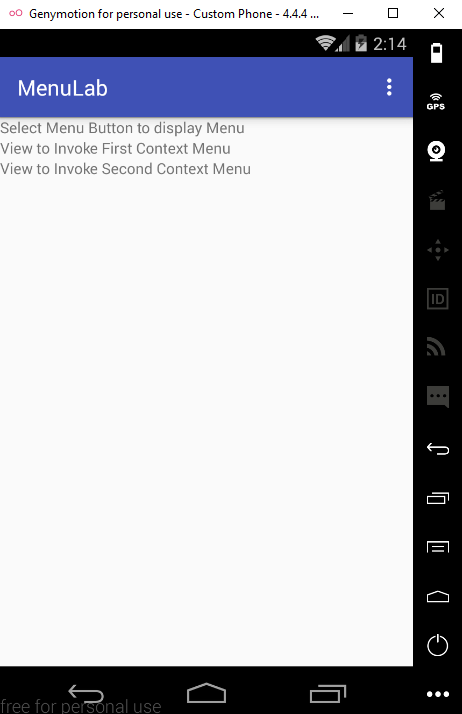 Genymotion for personal use - Custom Phone - 4.4.4 ...
2:14
MenuLab
GPS
Select Menu Button to display Menu
View to Invoke First Context Menu
View to Invoke Second Context Menu
ID
free for personal use